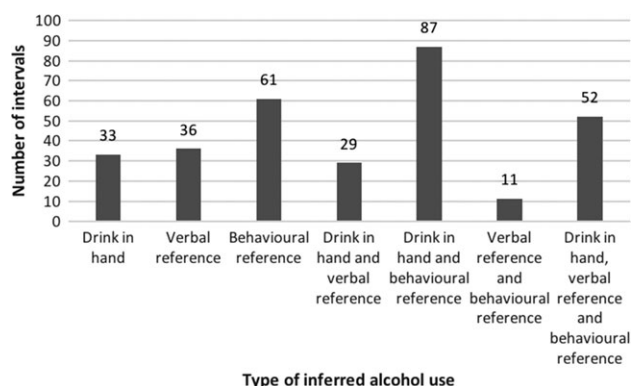 100
90
80
70
60
50
40
30
20
10
0
Number of intervals
33
36
61
29
87
11
52
Drink in
hand
Verbal
reference
Behavioural
reference
Drink in
hand and
verbal
reference
Drink in
hand and
behavioural
reference
Verbal
reference
and
behavioural
reference
Drink in
hand,
verbal
reference
and
behavioural
reference
Type of inferred alcohol use